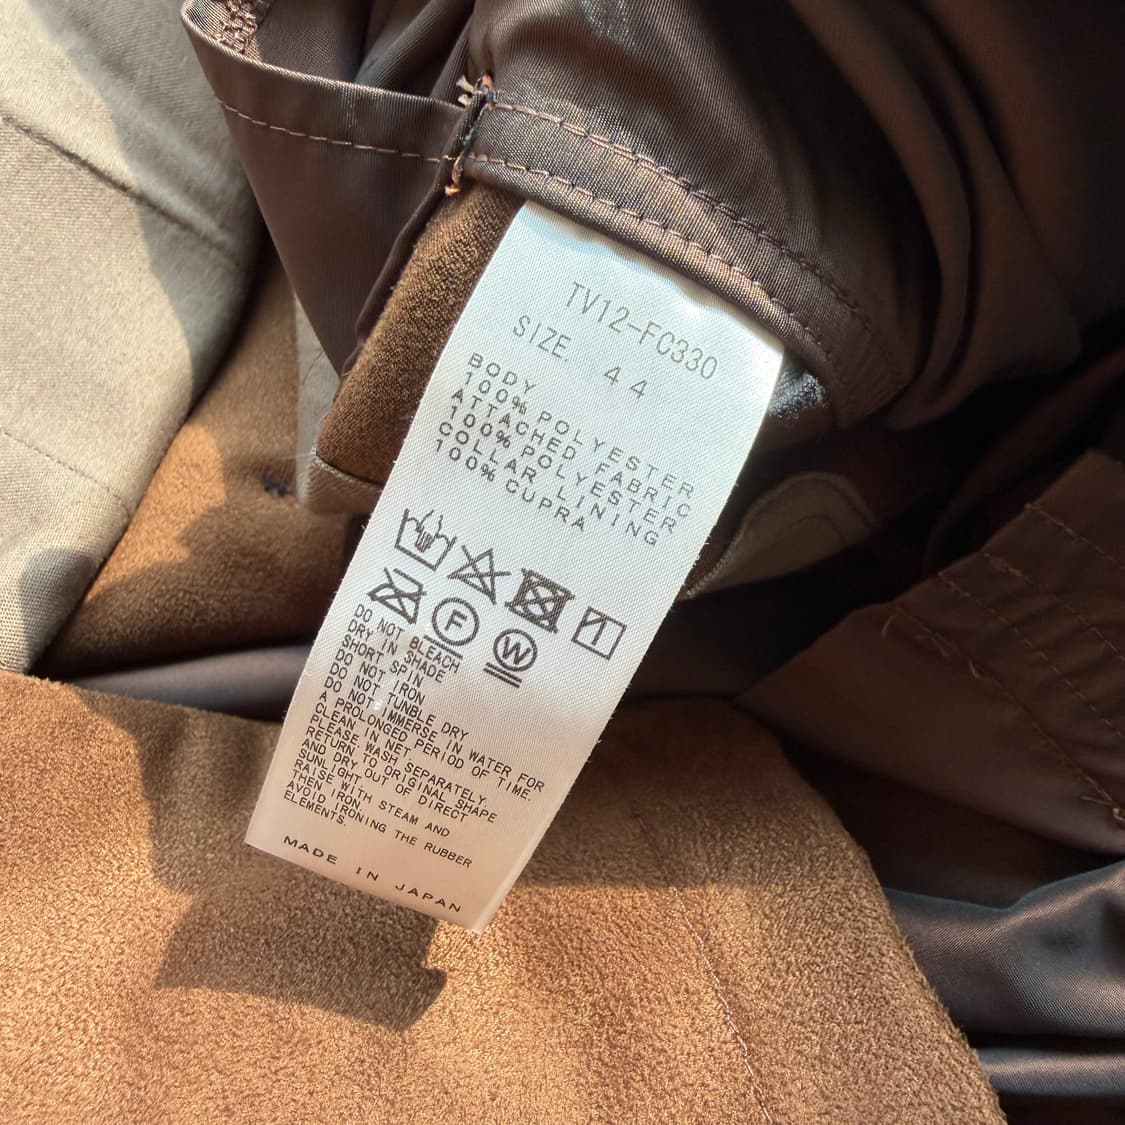 TV12-FC330
SIZE 44
BODY
100% POLYESTER
ATTACHED FABRIC
100% POLYESTER
COLLAR LINING
100% CUPRA
F
W
DO NOT BLEACH
DRY IN SHADE
SHORT SPIN
DO NOT IRON
DO NOT TUNBLE DRY
DO NOT IMMERSE IN WATER FOR
A PROLONGED PERIOD OF TIME.
CLEAN IN NET
PLEASE WASH SEPARATELY
RETURN TO ORIGINAL SHAPE
AND DRY OUT OF DIRECT
SUNLIGHT
RAISE WITH STEAM AND
THEN IRON.
AVOID IRONING THE RUBBER
ELEMENTS.
MADE IN JAPAN